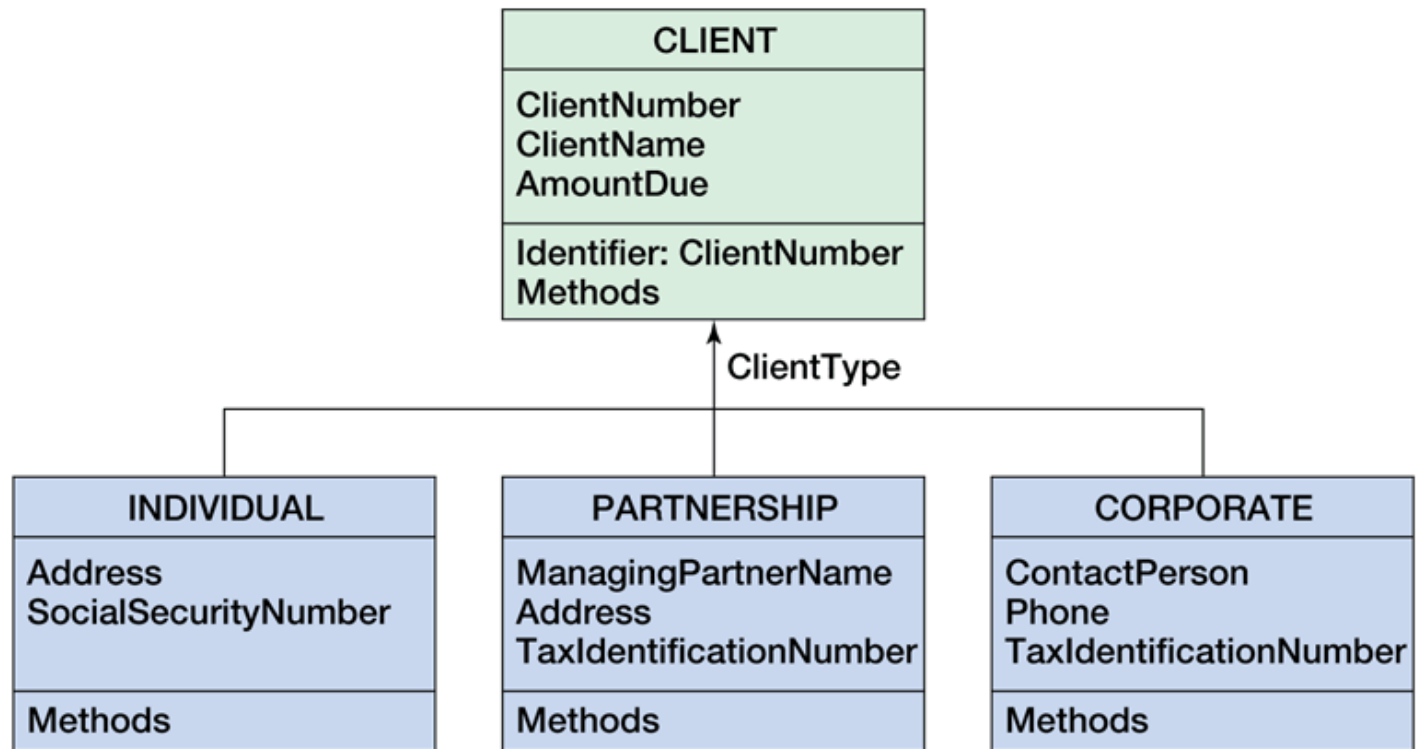 CLIENT
ClientNumber
ClientName
AmountDue
Identifier: ClientNumber
Methods
ClientType
INDIVIDUAL
Address
SocialSecurityNumber
Methods
PARTNERSHIP
ManagingPartnerName
Address
TaxIdentificationNumber
Methods
CORPORATE
ContactPerson
Phone
TaxIdentificationNumber
Methods